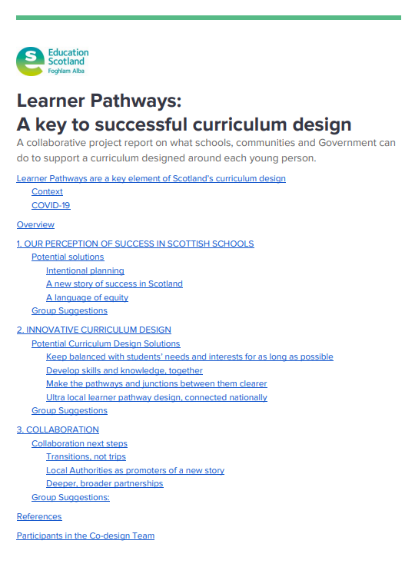 Education
Scotland
Foghlam Alba
Learner Pathways:
A key to successful curriculum design
A collaborative project report on what schools, communities and Government can
do to support a curriculum designed around each young person.
Learner Pathways are a key element of Scotland's curriculum design
Context
COVID-19
Overview
1. OUR PERCEPTION OF SUCCESS IN SCOTTISH SCHOOLS
Potential solutions
Intentional planning
A new story of success in Scotland
A language of equity
Group Suggestions
2. INNOVATIVE CURRICULUM DESIGN
Potential Curriculum Design Solutions
Keep balanced with students' needs and interests for as long as possible
Develop skills and knowledge, together
Make the pathways and junctions between them clearer
Ultra local learner pathway design, connected nationally
Group Suggestions
3. COLLABORATION
Collaboration next steps
Transitions, not trips
Local Authorities as promoters of a new story
Deeper, broader partnerships
Group Suggestions:
References
Participants in the Co-design Team